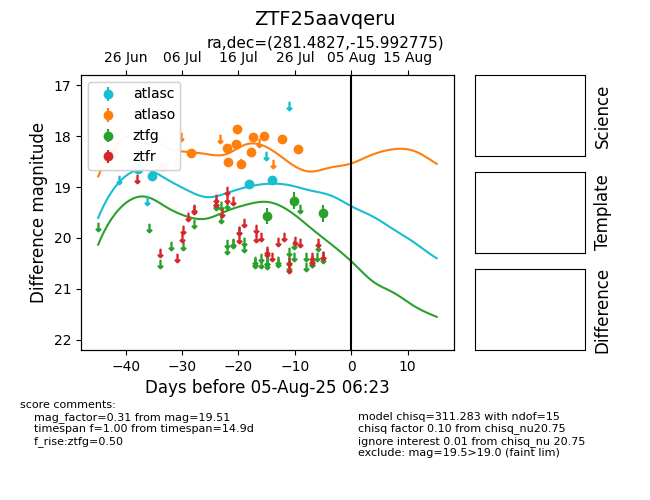 ZTF25aavqeru
ra,dec=(281.4827,-15.992775)
26 Jun 06 Jul 16 Jul 26 Jul 05 Aug 15 Aug
atlasc
atlaso
ztfg
ztfr
17
18
19
20
21
22
Difference magnitude
−40 −30 −20 −10 0 10
Days before 05-Aug-25 06:23
Science
Template
Difference
score comments:
mag_factor=0.31 from mag=19.51
timespan f=1.00 from timespan=14.9d
f_rise:ztfg=0.50
model chisq=311.283 with ndof=15
chisq factor 0.10 from chisq_nu20.75
ignore interest 0.01 from chisq_nu 20.75
exclude: mag=19.5>19.0 (faint lim)